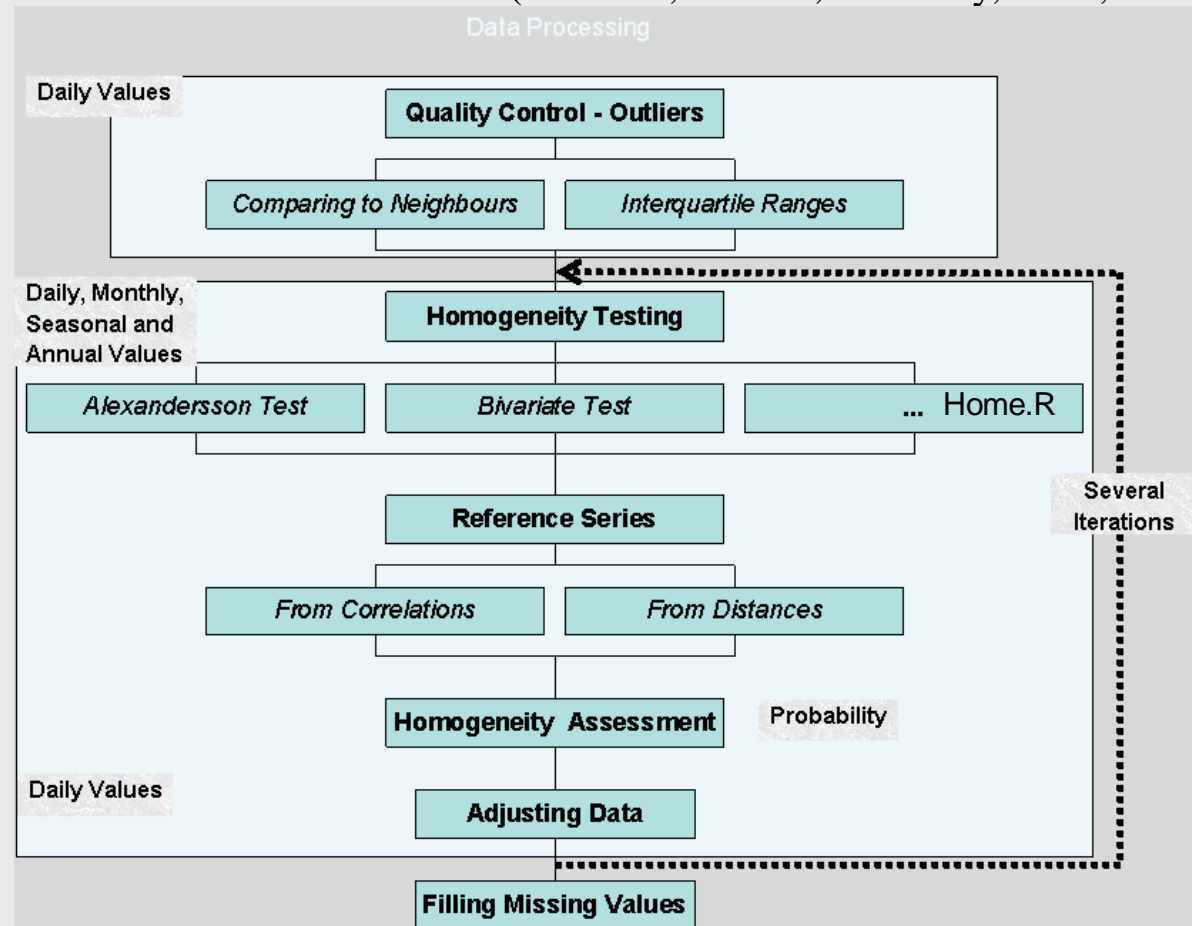 Data Processing
Daily Values
Quality Control - Outliers
Comparing to Neighbours
Interquartile Ranges
Daily, Monthly,
Seasonal and
Annual Values
Homogeneity Testing
Alexandersson Test
Bivariate Test
... Home.R
Several
Iterations
Reference Series
From Correlations
From Distances
Homogeneity Assessment
Probability
Daily Values
Adjusting Data
Filling Missing Values